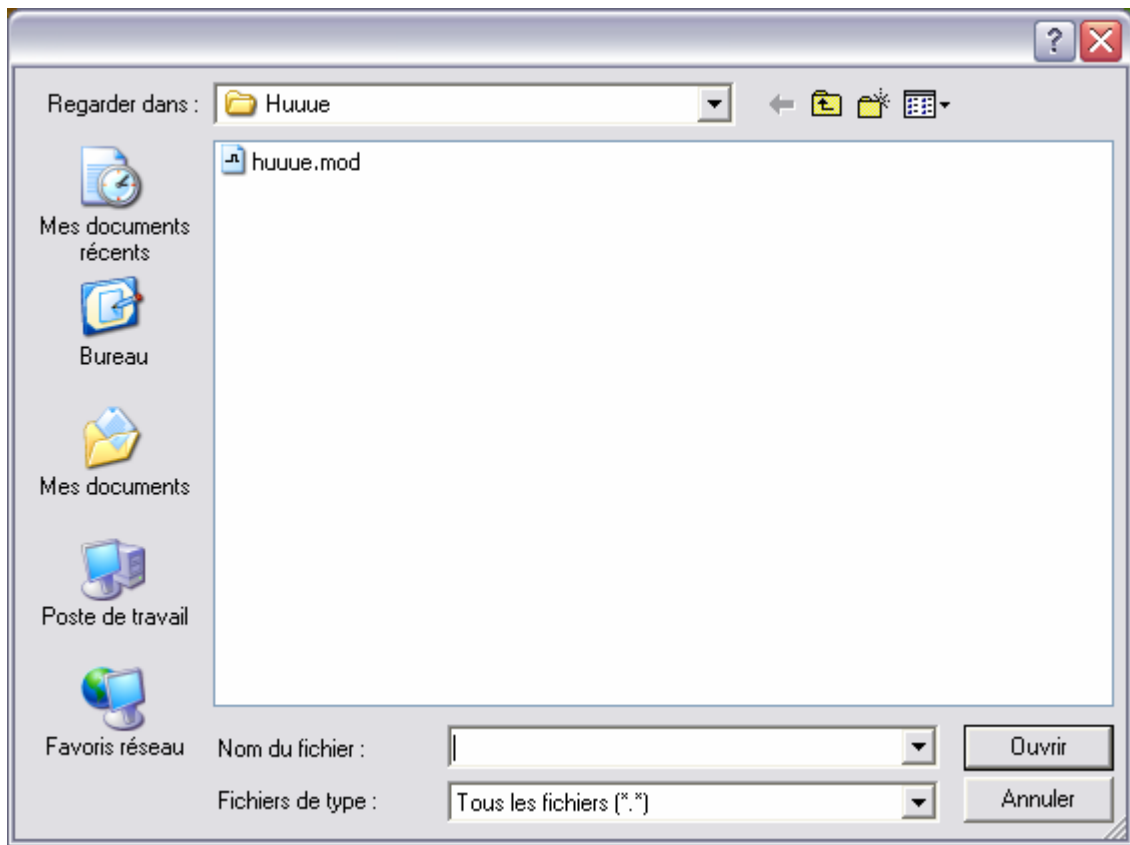 ?
Regarder dans : Huuue
huuue.mod
Mes documents
récents
Bureau
Mes documents
Poste de travail
Favoris réseau
Nom du fichier :
Ouvrir
Fichiers de type : Tous les fichiers (*.*)
Annuler